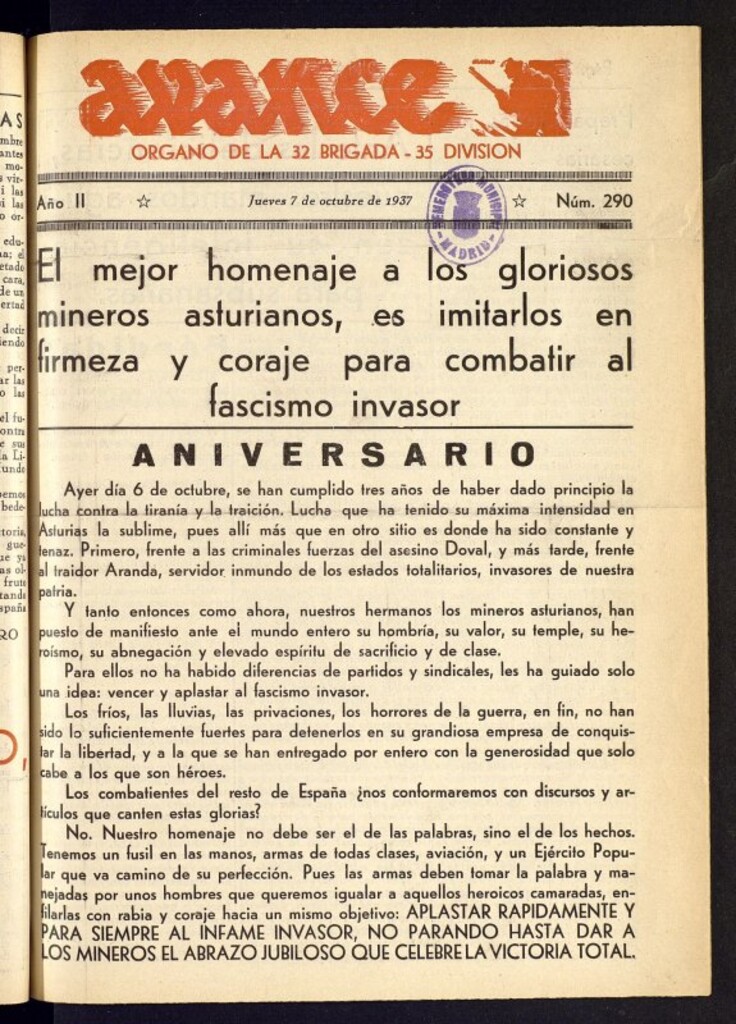 avance
ORGANO DE LA 32 BRIGADA - 35 DIVISION
Año II ☆ Jueves 7 de octubre de 1937 ☆ Núm. 290
HEMEROTECA MUNICIPAL
MADRID
El mejor homenaje a los gloriosos
mineros asturianos, es imitarlos en
firmeza y coraje para combatir al
fascismo invasor
ANIVERSARIO
Ayer día 6 de octubre, se han cumplido tres años de haber dado principio la
lucha contra la tiranía y la traición. Lucha que ha tenido su máxima intensidad en
Asturias la sublime, pues allí más que en otro sitio es donde ha sido constante y
tenaz. Primero, frente a las criminales fuerzas del asesino Doval, y más tarde, frente
al traidor Aranda, servidor inmundo de los estados totalitarios, invasores de nuestra
patria.
Y tanto entonces como ahora, nuestros hermanos los mineros asturianos, han
puesto de manifiesto ante el mundo entero su hombría, su valor, su temple, su he-
roísmo, su abnegación y elevado espíritu de sacrificio y de clase.
Para ellos no ha habido diferencias de partidos y sindicales, les ha guiado solo
una idea: vencer y aplastar al fascismo invasor.
Los fríos, las lluvias, las privaciones, los horrores de la guerra, en fin, no han
sido lo suficientemente fuertes para detenerlos en su grandiosa empresa de conquis-
tar la libertad, y a la que se han entregado por entero con la generosidad que solo
cabe a los que son héroes.
Los combatientes del resto de España ¿nos conformaremos con discursos y ar-
tículos que canten estas glorias?
No. Nuestro homenaje no debe ser el de las palabras, sino el de los hechos.
Tenemos un fusil en las manos, armas de todas clases, aviación, y un Ejército Popu-
lar que va camino de su perfección. Pues las armas deben tomar la palabra y ma-
nejadas por unos hombres que queremos igualar a aquellos heroicos camaradas, en-
filarlas con rabia y coraje hacia un mismo objetivo: APLASTAR RAPIDAMENTE Y
PARA SIEMPRE AL INFAME INVASOR, NO PARANDO HASTA DAR A
LOS MINEROS EL ABRAZO JUBILOSO QUE CELEBRE LA VICTORIA TOTAL.